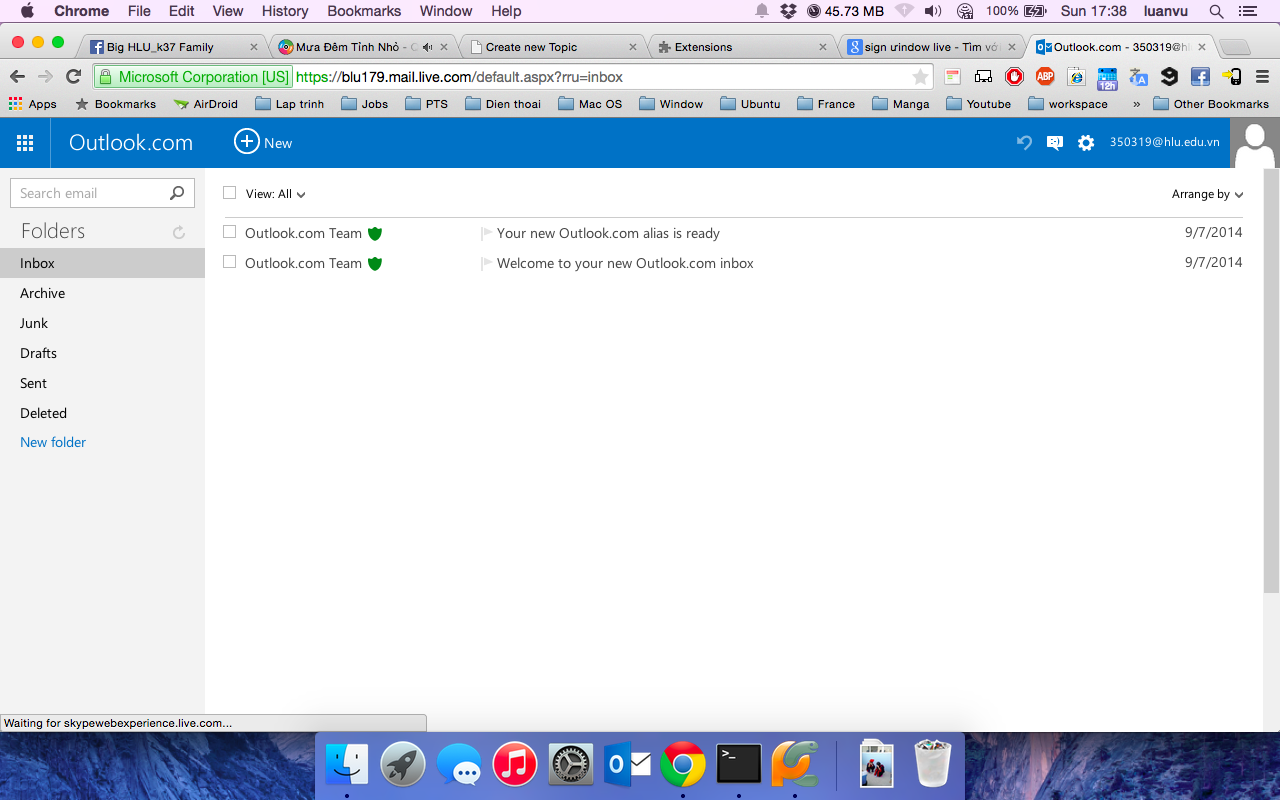 Chrome File Edit View History Bookmarks Window Help 45.73 MB 100% Sun 17:38 luanvu
Big HLU_k37 Family Mưa Đêm Tỉnh Nhỏ - Create new Topic Extensions sign ưindow live - Tìm với Outlook.com - 350319@hl
Microsoft Corporation [US] https://blu179.mail.live.com/default.aspx?rru=inbox ABP 12h
Apps Bookmarks AirDroid Lap trinh Jobs PTS Dien thoai Mac OS Window Ubuntu France Manga Youtube workspace » Other Bookmarks
Outlook.com New 350319@hlu.edu.vn
Search email View: All Arrange by
Folders
Outlook.com Team Your new Outlook.com alias is ready 9/7/2014
Inbox Outlook.com Team Welcome to your new Outlook.com inbox 9/7/2014
Archive
Junk
Drafts
Sent
Deleted
New folder
Waiting for skypewebexperience.live.com...